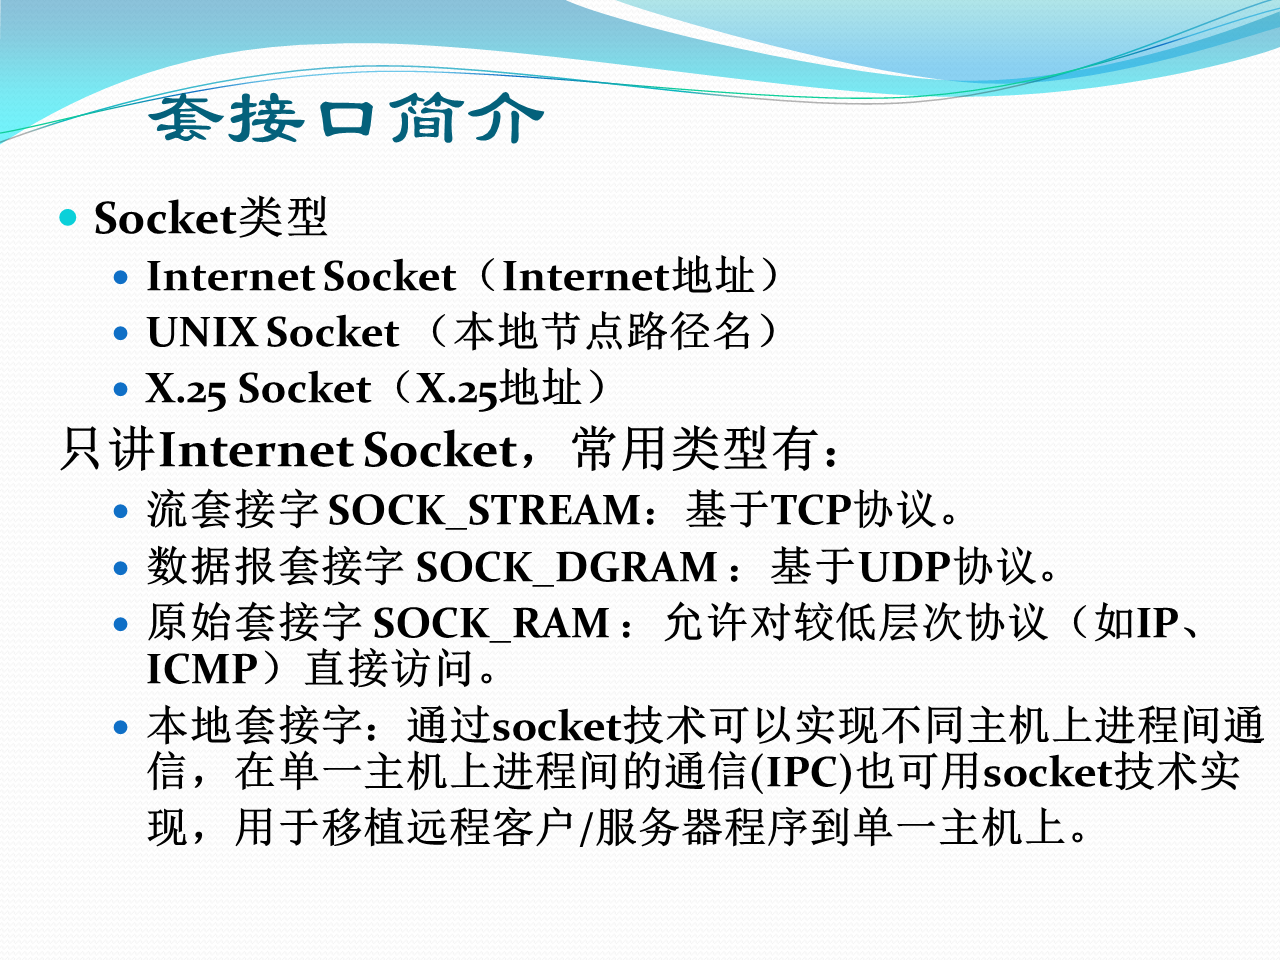 套接口简介
Socket类型
Internet Socket（Internet地址）
UNIX Socket （本地节点路径名）
X.25 Socket（X.25地址）
只讲Internet Socket，常用类型有：
流套接字 SOCK_STREAM：基于TCP协议。
数据报套接字 SOCK_DGRAM ：基于UDP协议。
原始套接字 SOCK_RAM ：允许对较低层次协议（如IP、
ICMP）直接访问。
本地套接字：通过socket技术可以实现不同主机上进程间通
信，在单一主机上进程间的通信(IPC)也可用socket技术实
现，用于移植远程客户/服务器程序到单一主机上。